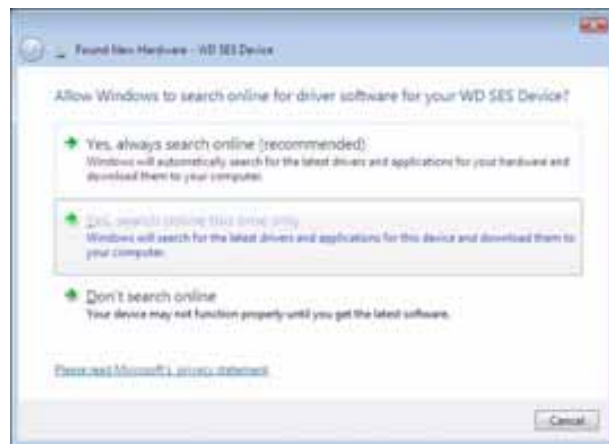 Found New Hardware - WD SES Device
Allow Windows to search online for driver software for your WD SES Device?
Yes, always search online (recommended)
Windows will automatically search for the latest drivers and applications for your hardware and
download them to your computer.
Yes, search online this time only
Windows will search for the latest drivers and applications for this device and download them to
your computer.
Don't search online
Your device may not function properly until you get the latest software.
Please read Microsoft's privacy statement
Cancel